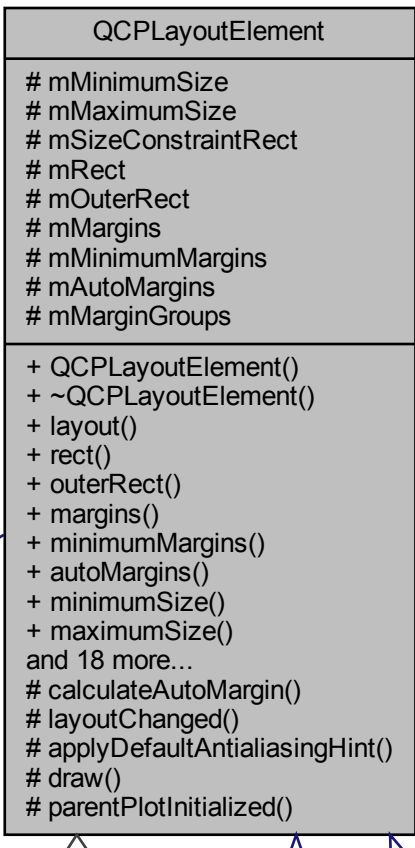 QCPLayoutElement
# mMinimumSize
# mMaximumSize
# mSizeConstraintRect
# mRect
# mOuterRect
# mMargins
# mMinimumMargins
# mAutoMargins
# mMarginGroups
+ QCPLayoutElement()
+ ~QCPLayoutElement()
+ layout()
+ rect()
+ outerRect()
+ margins()
+ minimumMargins()
+ autoMargins()
+ minimumSize()
+ maximumSize()
and 18 more...
# calculateAutoMargin()
# layoutChanged()
# applyDefaultAntialiasingHint()
# draw()
# parentPlotInitialized()